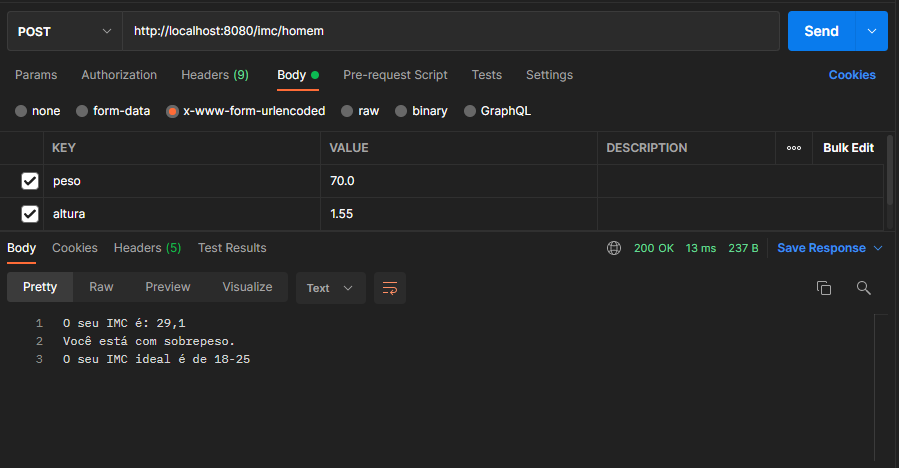 POST http://localhost:8080/imc/homem Send
Params Authorization Headers (9) Body Pre-request Script Tests Settings Cookies
none form-data x-www-form-urlencoded raw binary GraphQL
KEY VALUE DESCRIPTION ooo Bulk Edit
peso 70.0
altura 1.55
Body Cookies Headers (5) Test Results 200 OK 13 ms 237 B Save Response
Pretty Raw Preview Visualize Text
1 O seu IMC é: 29,1
2 Você está com sobrepeso.
3 O seu IMC ideal é de 18-25